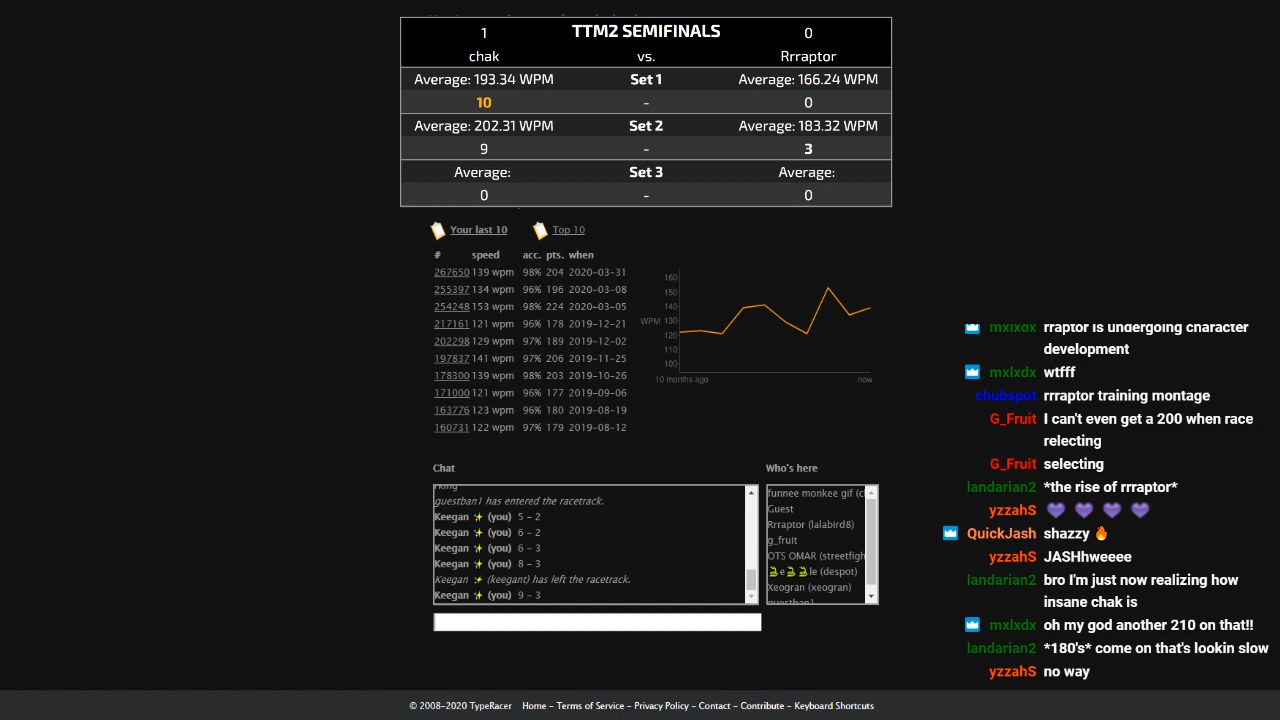 1 TTM2 SEMIFINALS 0
chak vs. Rrraptor
Average: 193.34 WPM Set 1 Average: 166.24 WPM
10 - 0
Average: 202.31 WPM Set 2 Average: 183.32 WPM
9 - 3
Average: Set 3 Average:
0 - 0
Your last 10 Top 10
# speed acc. pts. when
267650 139 wpm 98% 204 2020-03-31
255397 134 wpm 96% 196 2020-03-08
254248 153 wpm 98% 224 2020-03-05
217161 121 wpm 96% 178 2019-12-21
202298 129 wpm 97% 189 2019-12-02
197837 141 wpm 97% 206 2019-11-25
178300 139 wpm 98% 203 2019-10-26
171000 121 wpm 96% 177 2019-09-06
163776 123 wpm 96% 180 2019-08-19
160731 122 wpm 97% 179 2019-08-12
160
150
140
WPM 130
120
110
100
10 months ago now
Chat
guestban1 has entered the racetrack.
Keegan ✨ (you) 5 - 2
Keegan ✨ (you) 6 - 2
Keegan ✨ (you) 6 - 3
Keegan ✨ (you) 8 - 3
Keegan ✨ (keegant) has left the racetrack.
Keegan ✨ (you) 9 - 3
Who's here
funnee monkee gif (c
Guest
Rrraptor (lalabird8)
g_fruit
OTS OMAR (streetfigh
🐍e🐍🐍le (despot)
Xeogran (xeogran)
guestban1
mxlxdx rraptor is undergoing character
development
mxlxdx wtfff
chubspot rrraptor training montage
G_Fruit I can't even get a 200 when race
relecting
G_Fruit selecting
landarian2 *the rise of rrraptor*
yzzahS 💜 💜 💜 💜
QuickJash shazzy 🔥
yzzahS JASHhweeee
landarian2 bro I'm just now realizing how
insane chak is
mxlxdx oh my god another 210 on that!!
landarian2 *180's* come on that's lookin slow
yzzahS no way
© 2008-2020 TypeRacer Home - Terms of Service - Privacy Policy - Contact - Contribute - Keyboard Shortcuts